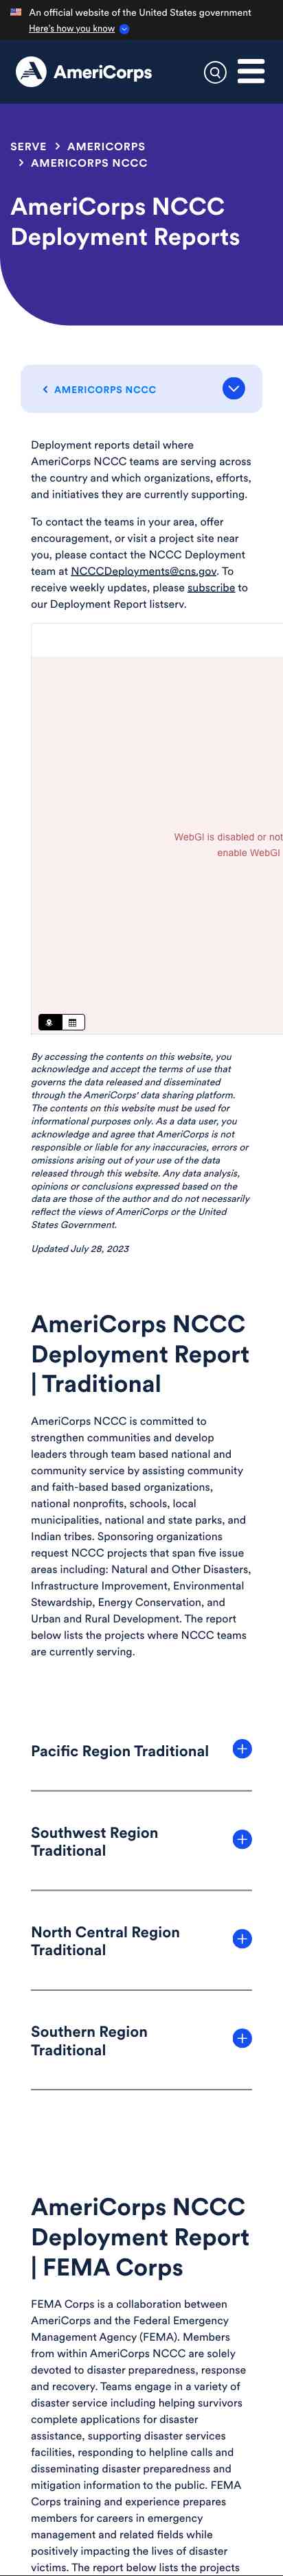 An official website of the United States government
Here's how you know
AmeriCorps
SERVE > AMERICORPS
> AMERICORPS NCCC
AmeriCorps NCCC
Deployment Reports
< AMERICORPS NCCC
Deployment reports detail where
AmeriCorps NCCC teams are serving across
the country and which organizations, efforts,
and initiatives they are currently supporting.
To contact the teams in your area, offer
encouragement, or visit a project site near
you, please contact the NCCC Deployment
team at NCCCDeployments@cns.gov. To
receive weekly updates, please subscribe to
our Deployment Report listserv.
WebGl is disabled or not
enable WebGl
By accessing the contents on this website, you
acknowledge and accept the terms of use that
governs the data released and disseminated
through the AmeriCorps' data sharing platform.
The contents on this website must be used for
informational purposes only. As a data user, you
acknowledge and agree that AmeriCorps is not
responsible or liable for any inaccuracies, errors or
omissions arising out of your use of the data
released through this website. Any data analysis,
opinions or conclusions expressed based on the
data are those of the author and do not necessarily
reflect the views of AmeriCorps or the United
States Government.
Updated July 28, 2023
AmeriCorps NCCC
Deployment Report
| Traditional
AmeriCorps NCCC is committed to
strengthen communities and develop
leaders through team based national and
community service by assisting community
and faith-based based organizations,
national nonprofits, schools, local
municipalities, national and state parks, and
Indian tribes. Sponsoring organizations
request NCCC projects that span five issue
areas including: Natural and Other Disasters,
Infrastructure Improvement, Environmental
Stewardship, Energy Conservation, and
Urban and Rural Development. The report
below lists the projects where NCCC teams
are currently serving.
Pacific Region Traditional
Southwest Region
Traditional
North Central Region
Traditional
Southern Region
Traditional
AmeriCorps NCCC
Deployment Report
| FEMA Corps
FEMA Corps is a collaboration between
AmeriCorps and the Federal Emergency
Management Agency (FEMA). Members
from within AmeriCorps NCCC are solely
devoted to disaster preparedness, response
and recovery. Teams engage in a variety of
disaster service including helping survivors
complete applications for disaster
assistance, supporting disaster services
facilities, responding to helpline calls and
disseminating disaster preparedness and
mitigation information to the public. FEMA
Corps training and experience prepares
members for careers in emergency
management and related fields while
positively impacting the lives of disaster
victims. The report below lists the projects